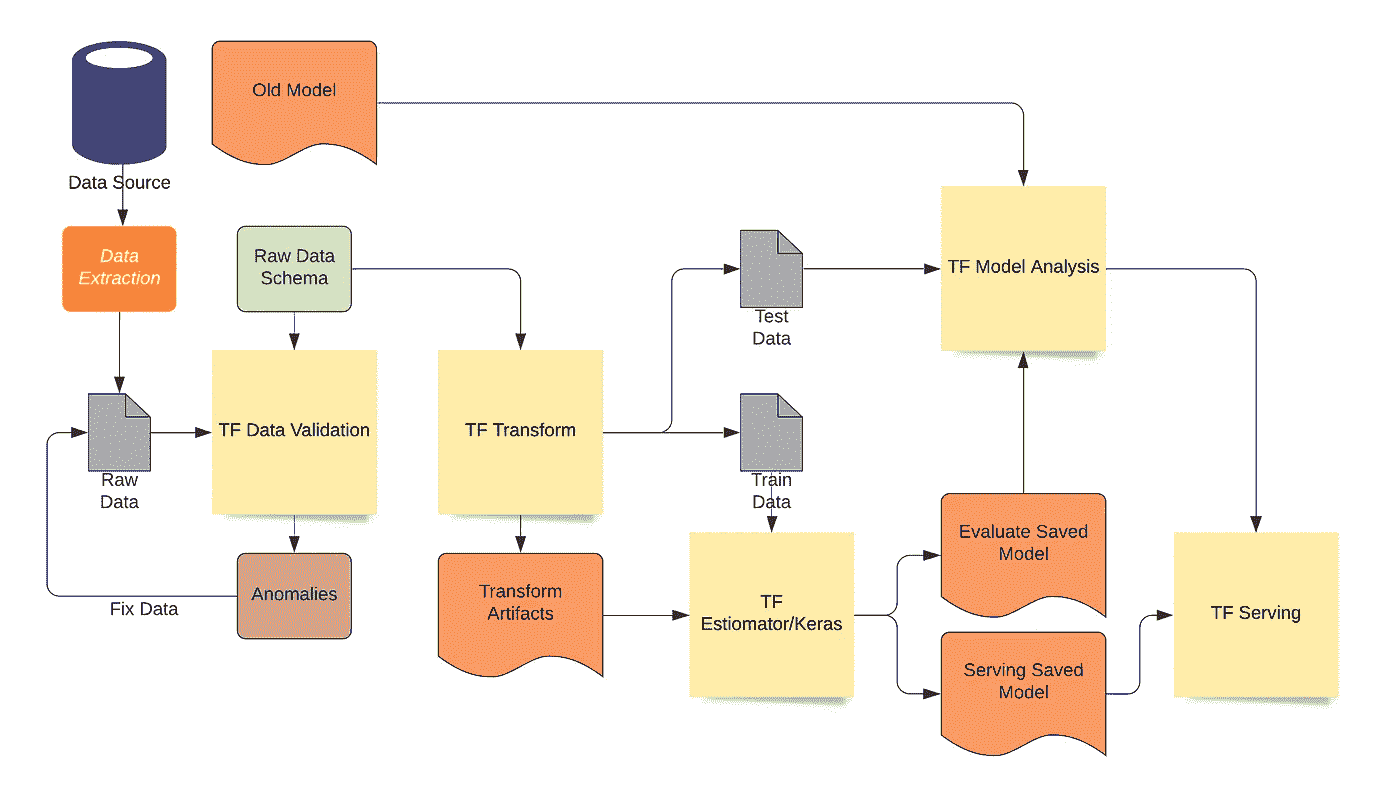 Old Model
Data Source
Data
Extraction
Raw Data
Schema
TF Model Analysis
Test
Data
TF Data Validation
TF Transform
Raw
Data
Train
Data
Evaluate Saved
Model
Anomalies
Fix Data
Transform
Artifacts
TF
Estiomator/Keras
TF Serving
Serving Saved
Model